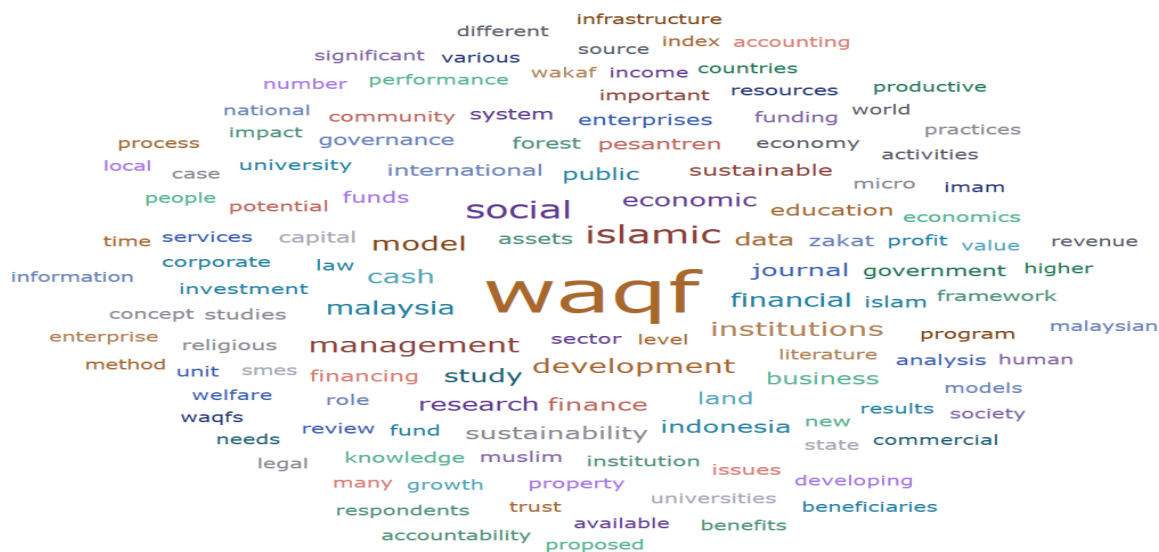 infrastructure
different
source index accounting
significant various
wakaf income countries
number performance
important resources productive
national community system enterprises funding world
process impact governance forest pesantren economy practices
local case university international public sustainable activities
people potential funds social economic micro imam
education economics
time services capital model assets islamic data zakat profit value revenue
information corporate law cash waqf journal government higher
investment malaysia financial islam framework
concept studies
enterprise religious management sector level institutions program malaysian
method unit smes financing study development literature analysis human
business
welfare role research finance land models
waqfs results society
needs review fund sustainability indonesia new state commercial
legal knowledge muslim institution issues
many growth property universities developing
respondents trust beneficiaries
accountability available benefits
proposed